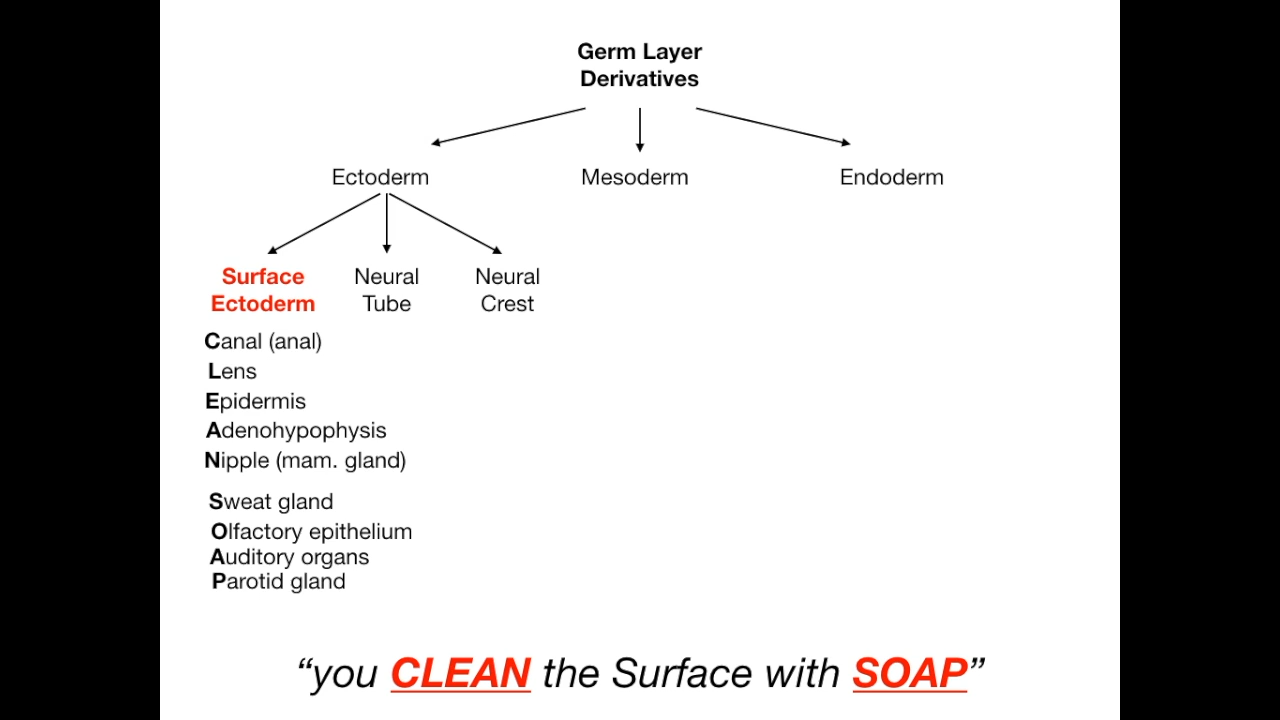 Germ Layer
Derivatives
Ectoderm Mesoderm Endoderm
Surface Neural Neural
Ectoderm Tube Crest
Canal (anal)
Lens
Epidermis
Adenohypophysis
Nipple (mam. gland)
Sweat gland
Olfactory epithelium
Auditory organs
Parotid gland
“you CLEAN the Surface with SOAP”